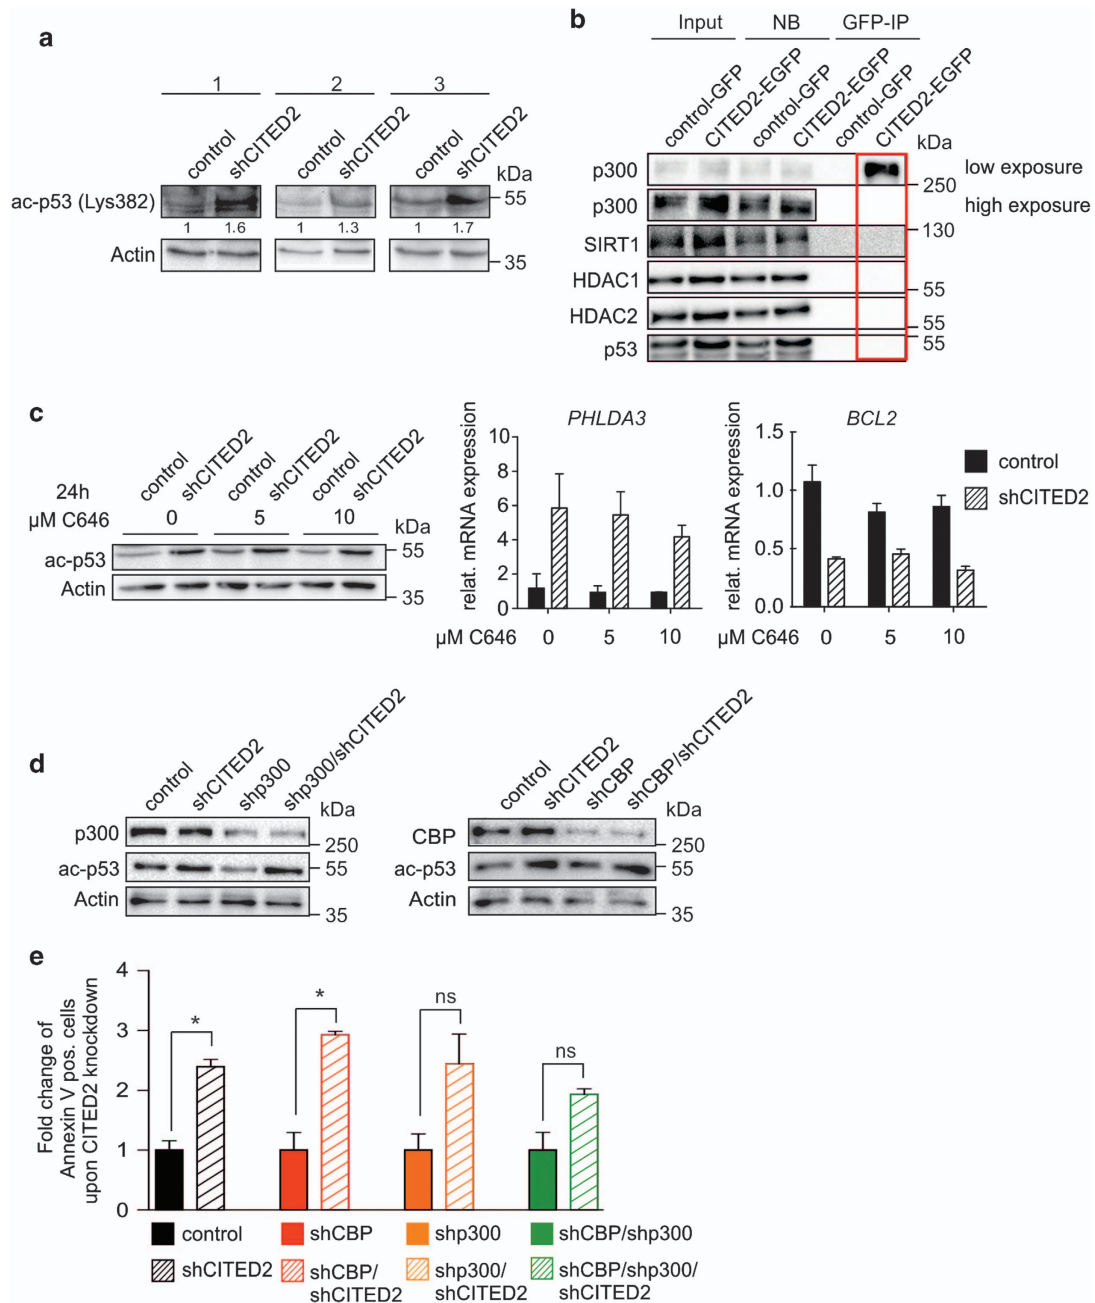 a
1 2 3
control shCITED2 control shCITED2 control shCITED2
kDa
ac-p53 (Lys382) 55
1 1.6 1 1.3 1 1.7
Actin
35
b
Input NB GFP-IP
control-GFP CITED2-EGFP control-GFP CITED2-EGFP control-GFP CITED2-EGFP
kDa
p300 low exposure
250
p300 high exposure
130
SIRT1
HDAC1
55
HDAC2
55
55
p53
c
control shCITED2 control shCITED2 control shCITED2
24h
µM C646 0 5 10
kDa
ac-p53 55
Actin
35
PHLDA3
relat. mRNA expression
10
8
6
4
2
0
µM C646 0 5 10
BCL2
relat. mRNA expression
1.5
1.0
0.5
0.0
µM C646 0 5 10
control
shCITED2
d
control shCITED2 shp300 shp300/shCITED2
kDa
p300
250
ac-p53 55
Actin
35
control shCITED2 shCBP shCBP/shCITED2
kDa
CBP
250
ac-p53 55
Actin
35
e
Fold change of
Annexin V pos. cells
upon CITED2 knockdown
4
3
2
1
0
* * ns ns
control shCBP shp300 shCBP/shp300
shCITED2 shCBP/ shp300/ shCBP/shp300/
shCITED2 shCITED2 shCITED2